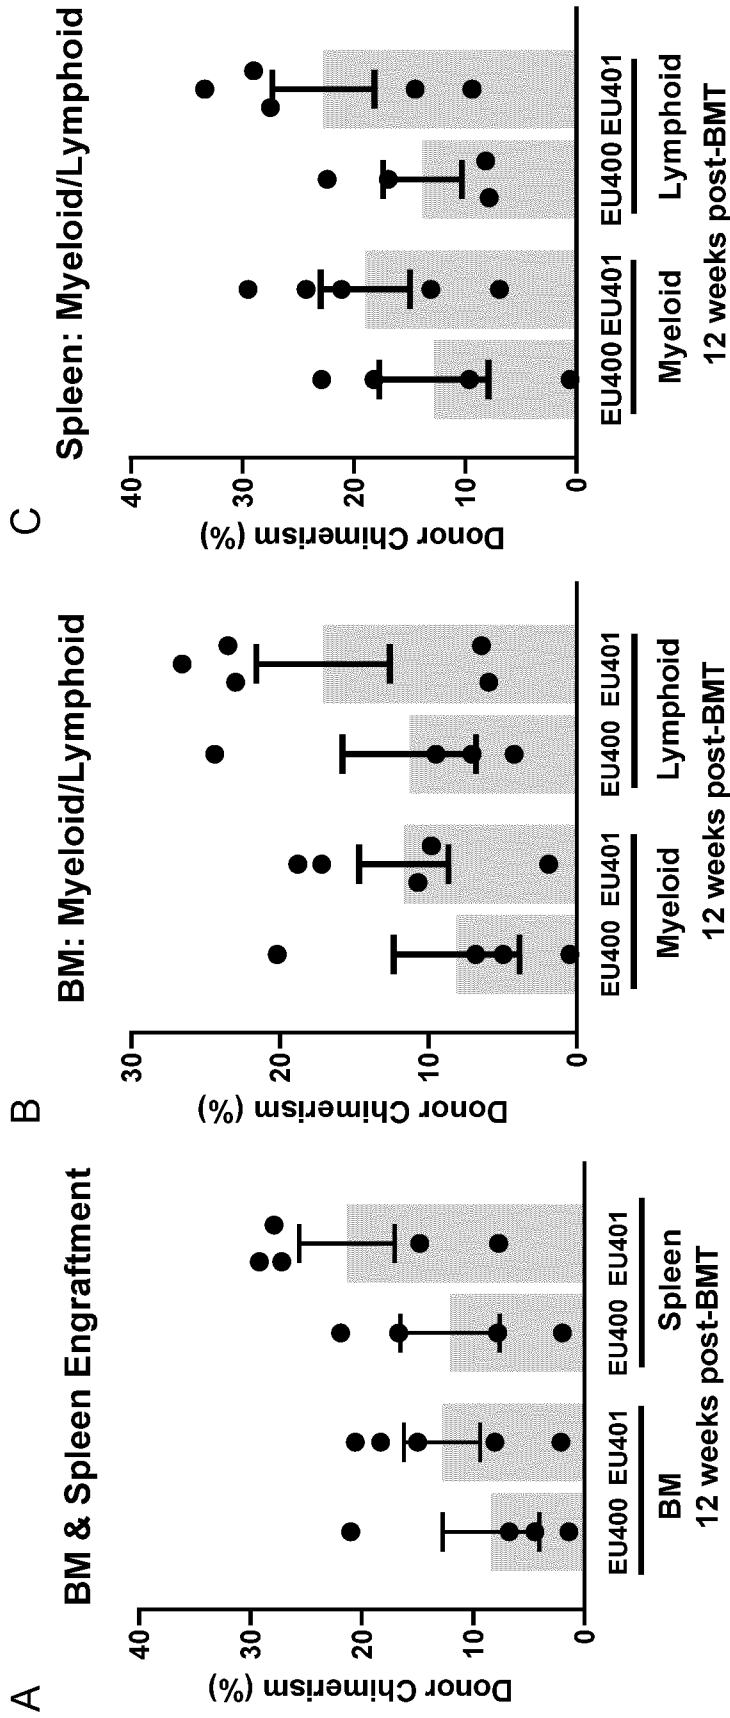 A
BM & Spleen Engraftment
Donor Chimerism (%)
40
30
20
10
0
EU400 EU401 EU400 EU401
BM Spleen
12 weeks post-BMT
B
BM: Myeloid/Lymphoid
Donor Chimerism (%)
30
20
10
0
EU400 EU401 EU400 EU401
Myeloid Lymphoid
12 weeks post-BMT
C
Spleen: Myeloid/Lymphoid
Donor Chimerism (%)
40
30
20
10
0
EU400 EU401 EU400 EU401
Myeloid Lymphoid
12 weeks post-BMT